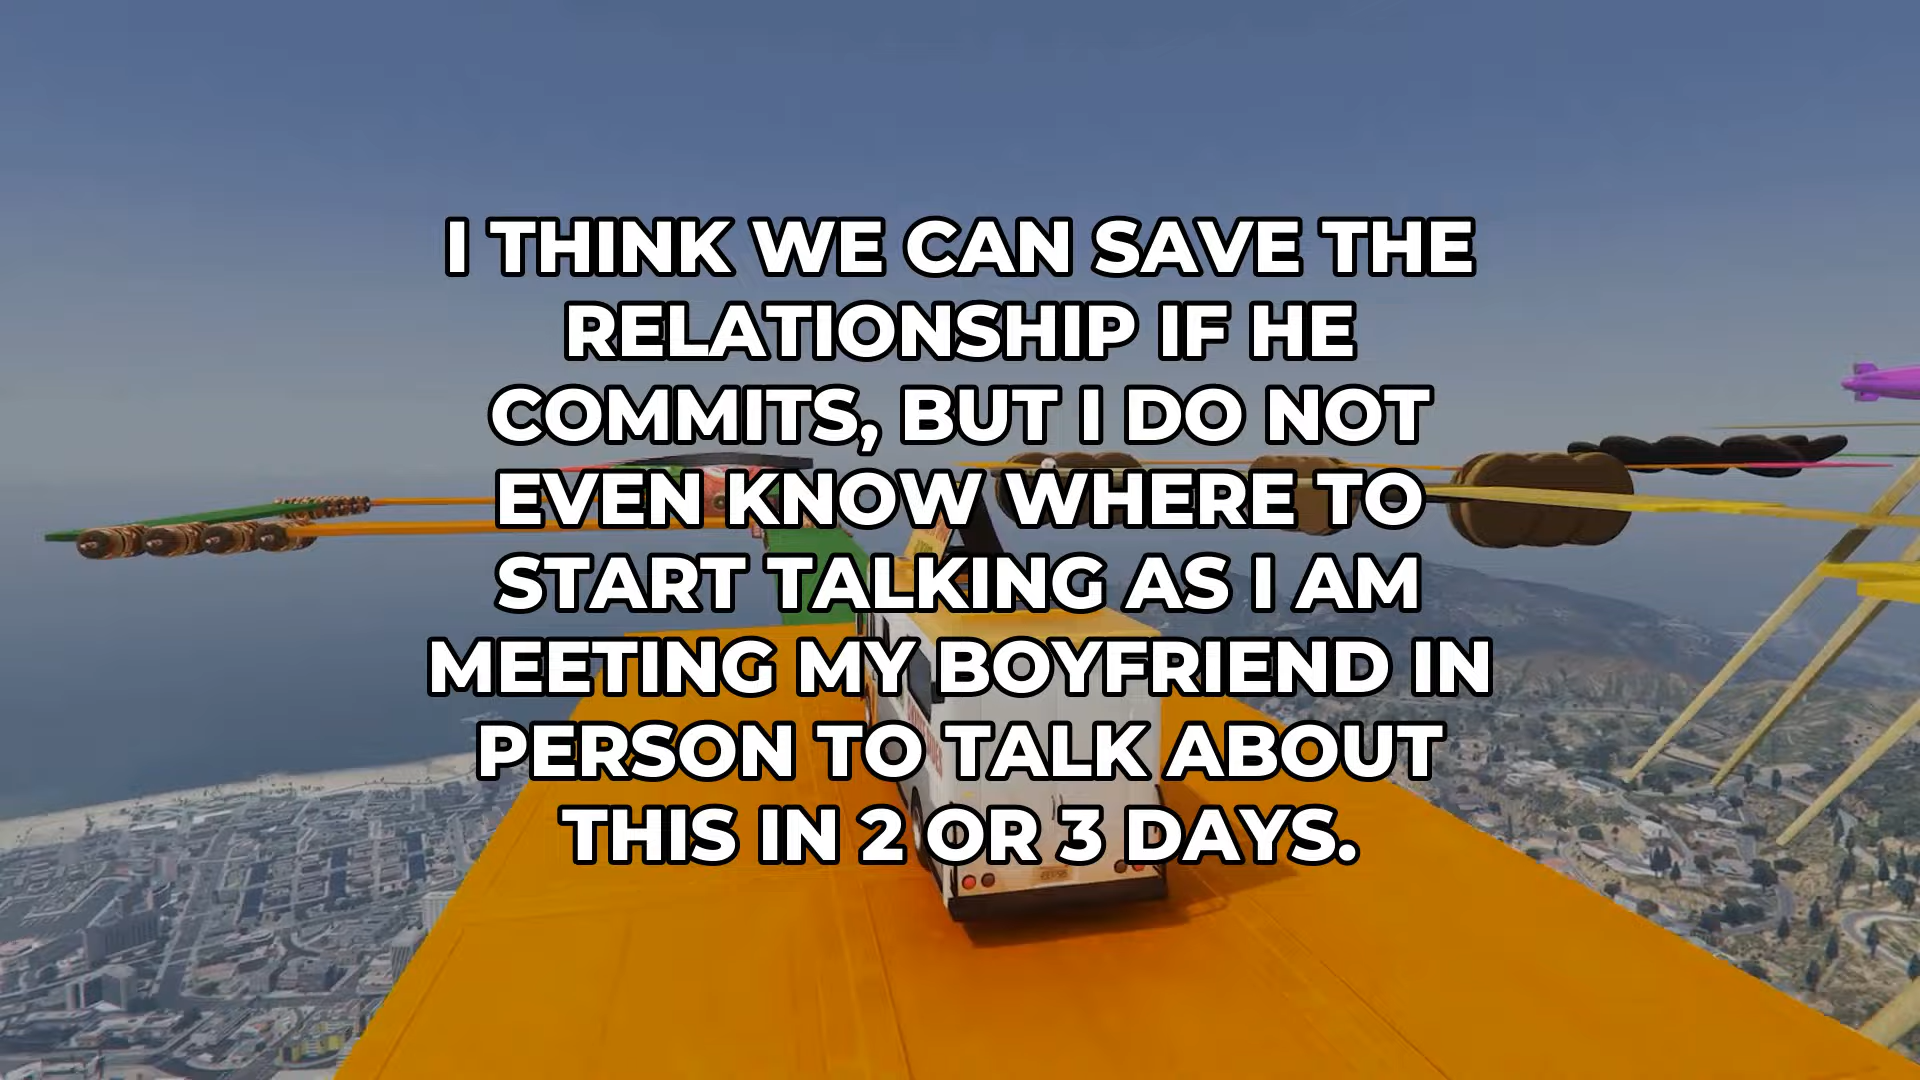 I THINK WE CAN SAVE THE
RELATIONSHIP IF HE
COMMITS, BUT I DO NOT
EVEN KNOW WHERE TO
START TALKING AS I AM
MEETING MY BOYFRIEND IN
PERSON TO TALK ABOUT
THIS IN 2 OR 3 DAYS.